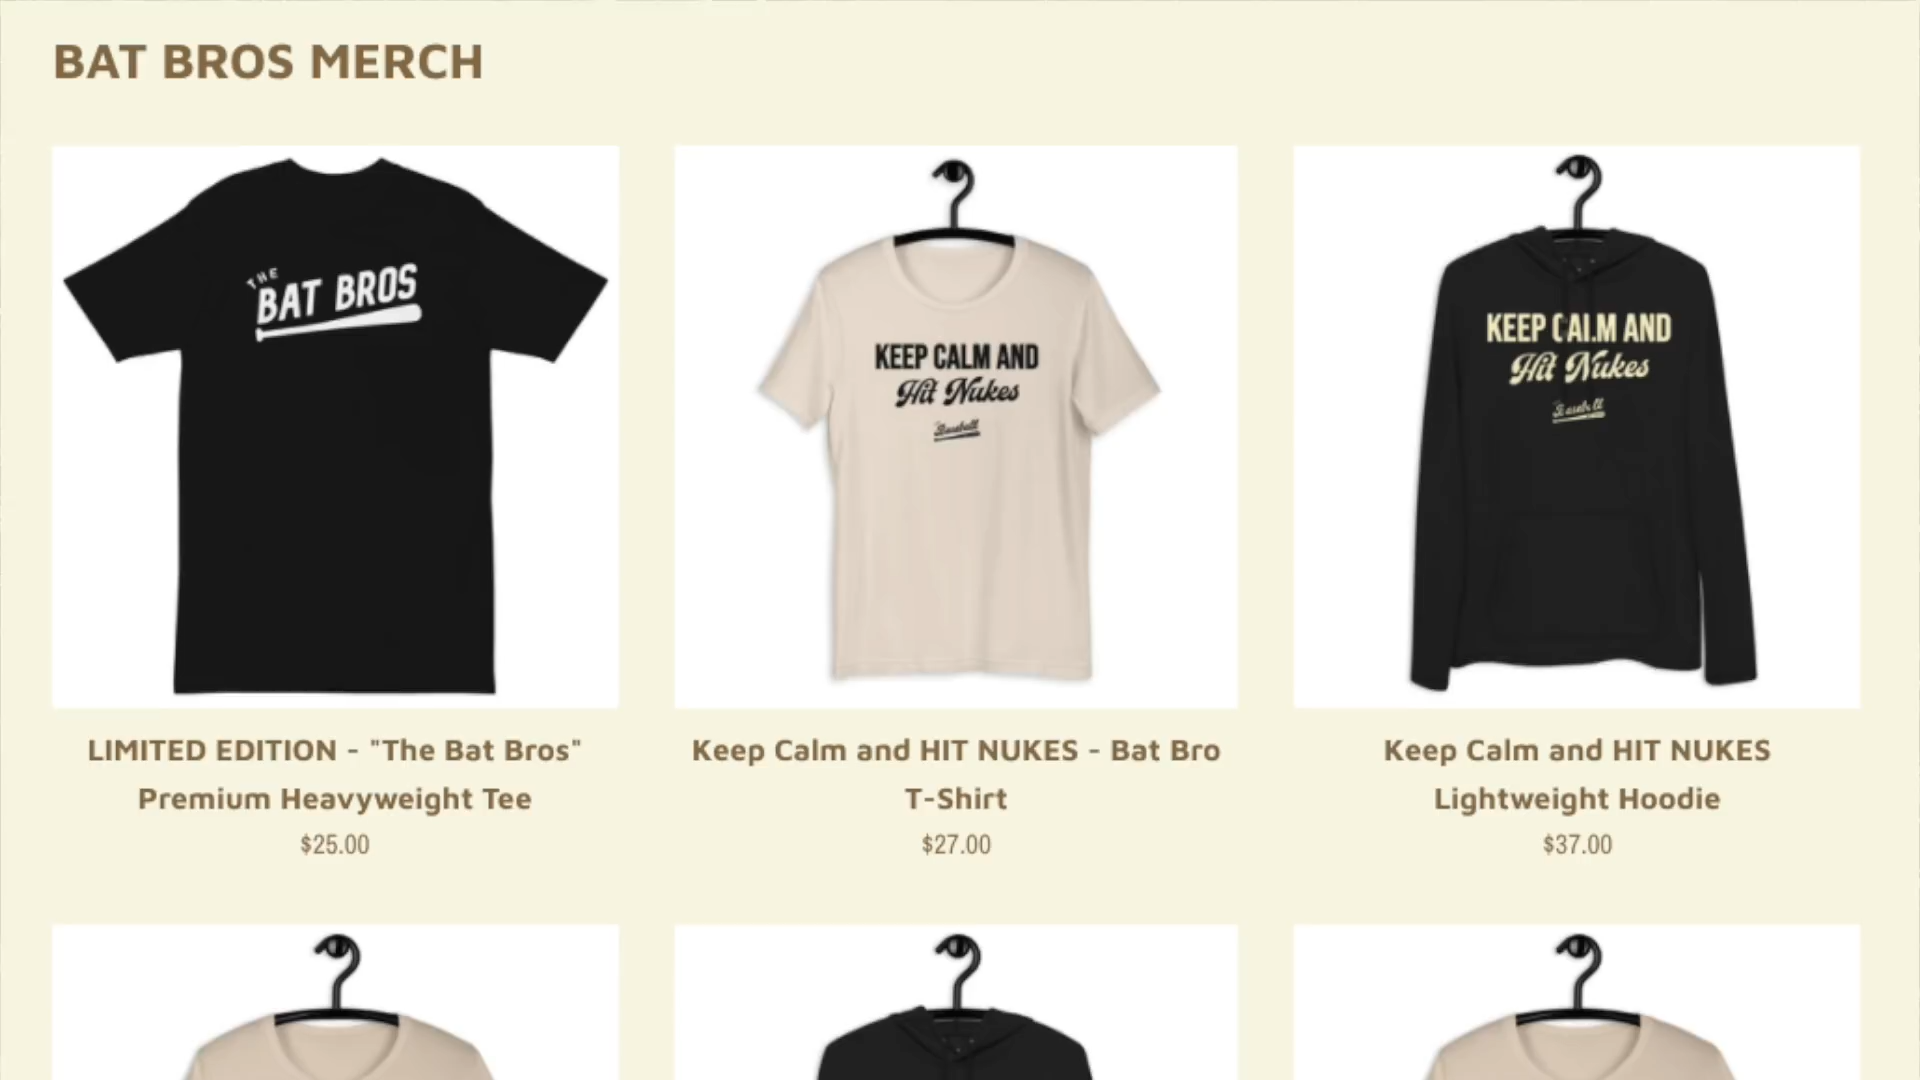 BAT BROS MERCH
THE
BAT BROS
KEEP CALM AND
Hit Nukes
Baseball
KEEP CALM AND
Hit Nukes
Baseball
LIMITED EDITION - "The Bat Bros"
Premium Heavyweight Tee
$25.00
Keep Calm and HIT NUKES - Bat Bro
T-Shirt
$27.00
Keep Calm and HIT NUKES
Lightweight Hoodie
$37.00